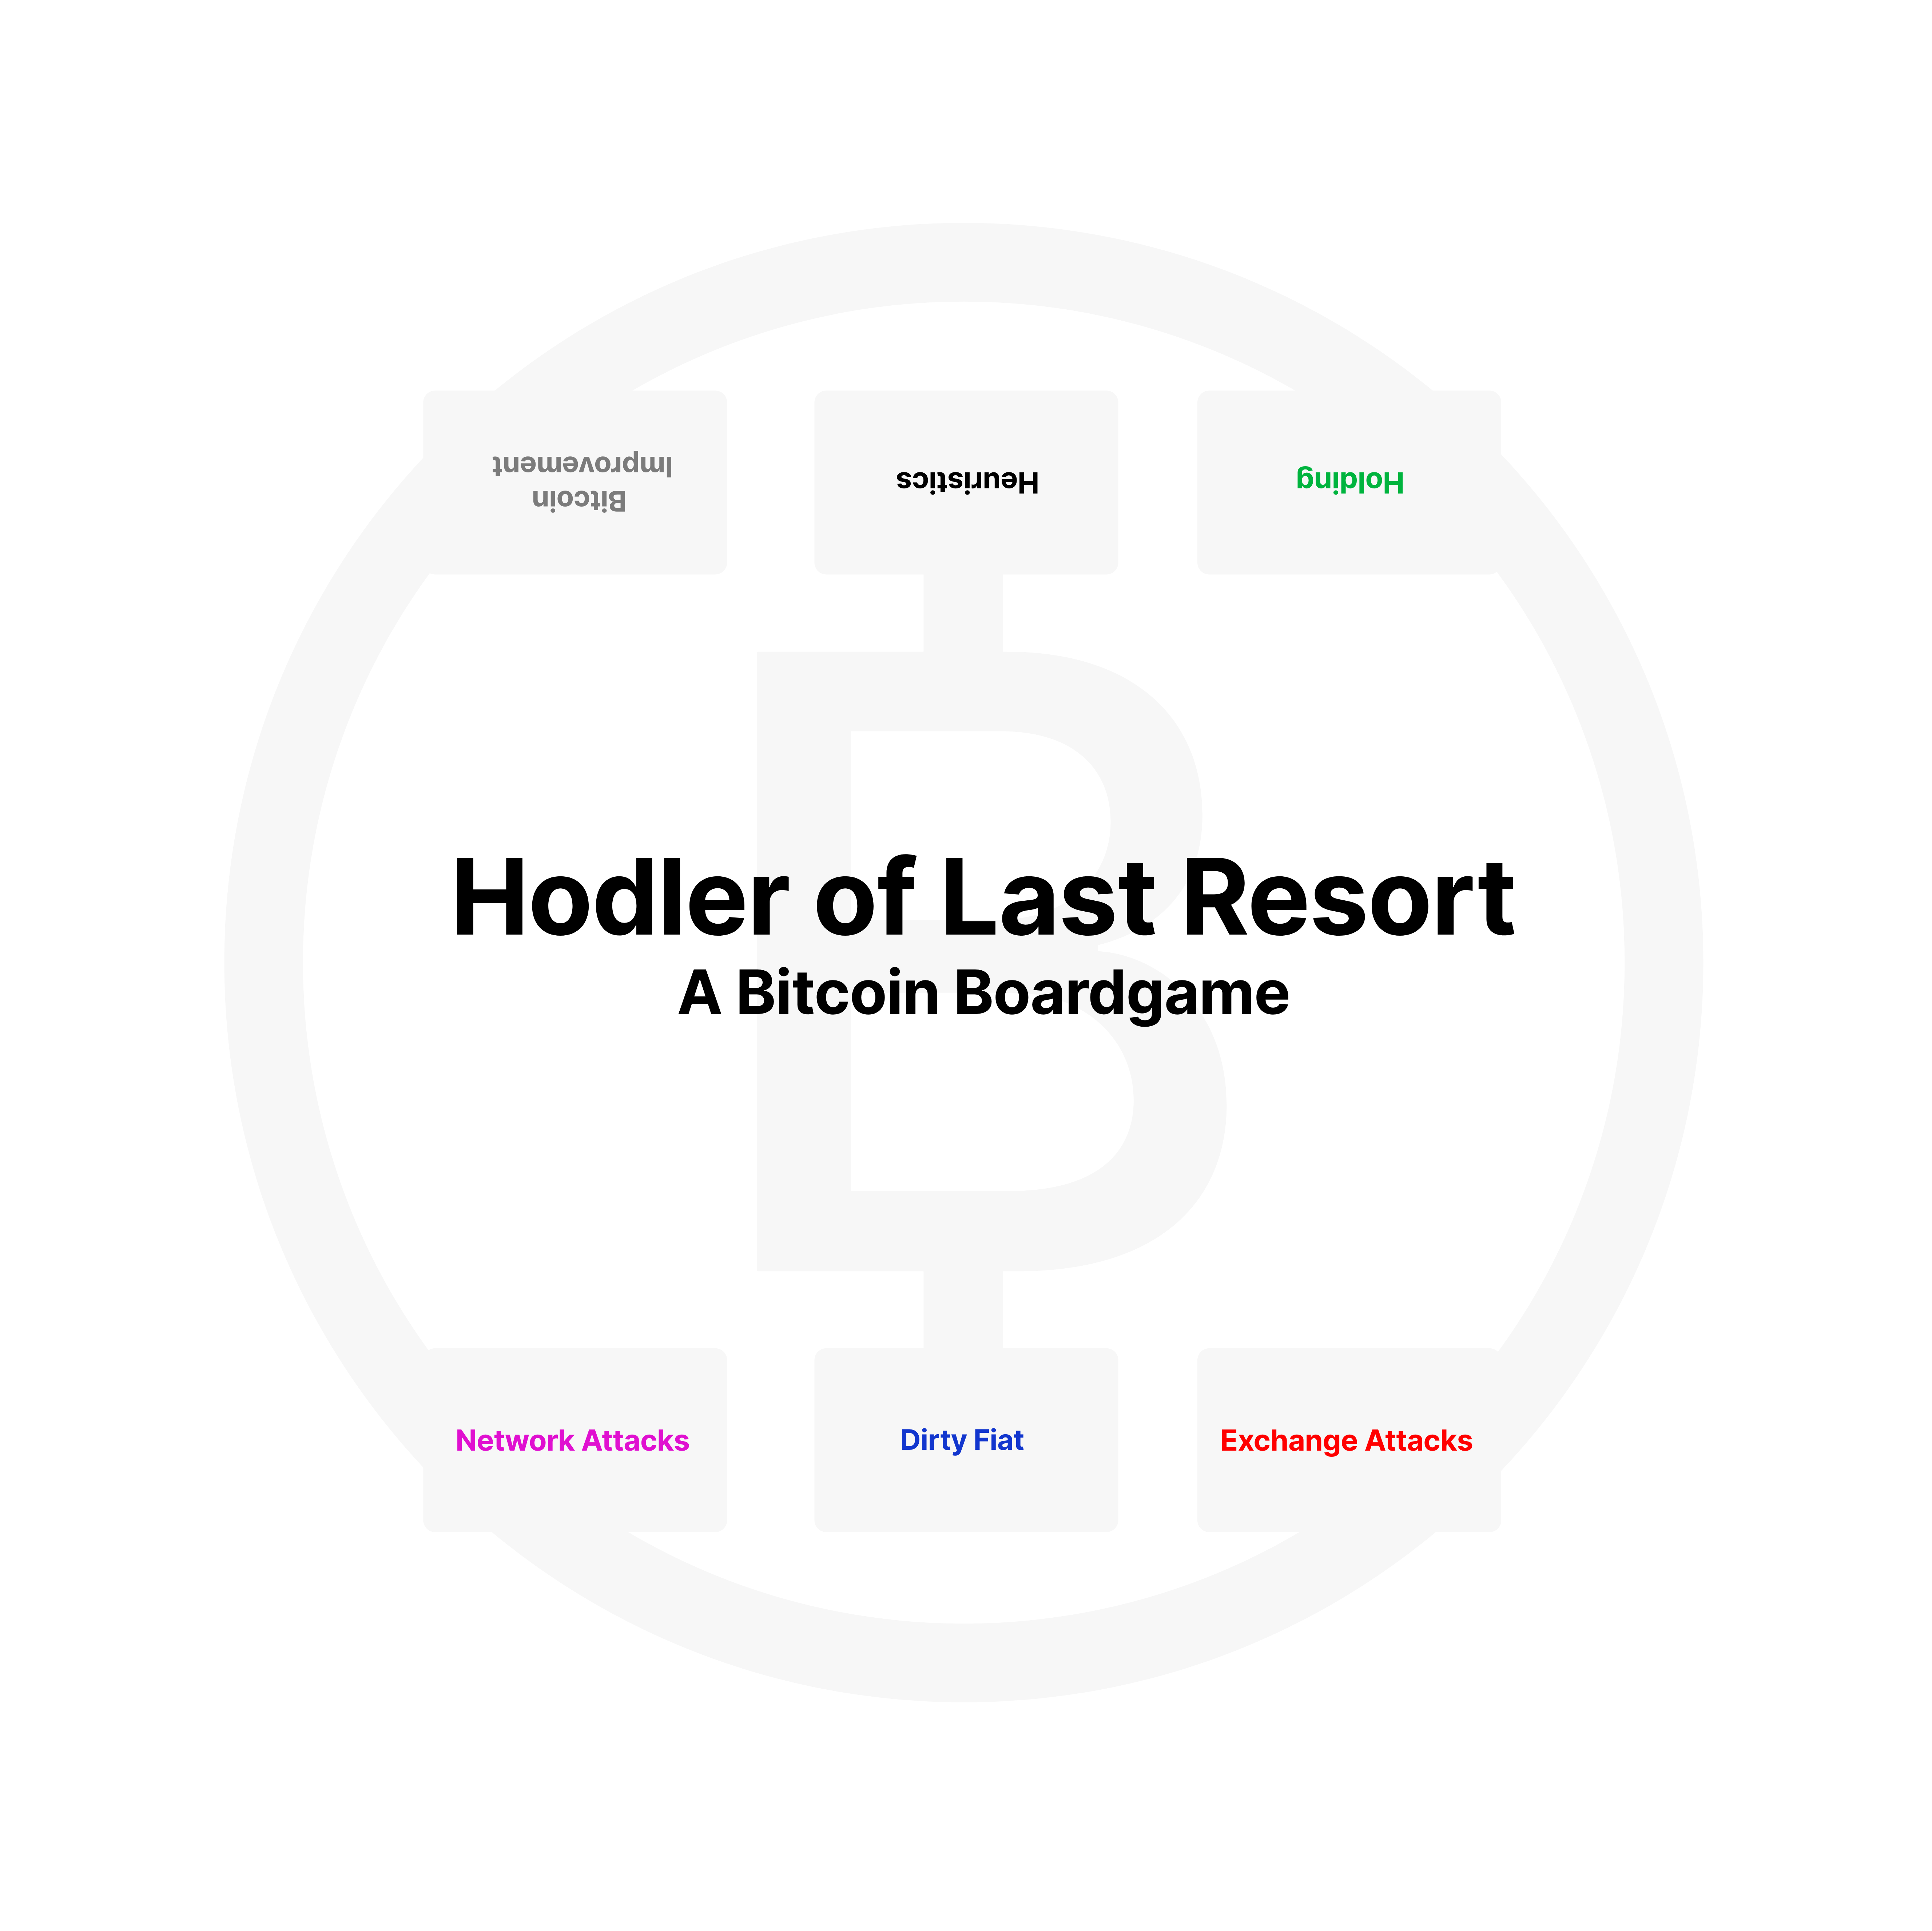 Bitcoin
Improvement
Heuristics
Holding
Hodler of Last Resort
A Bitcoin Boardgame
Network Attacks
Dirty Fiat
Exchange Attacks